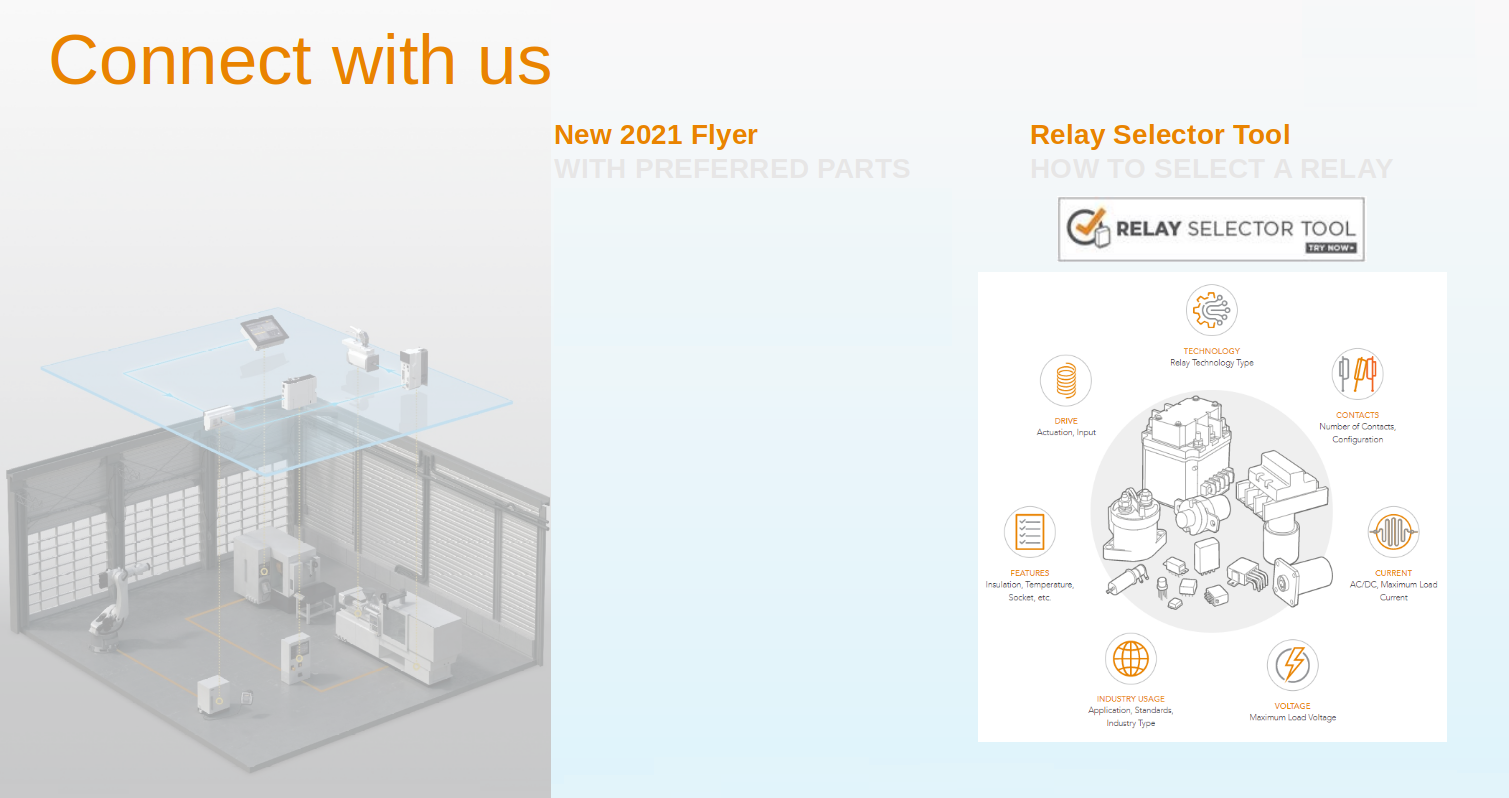 Connect with us
New 2021 Flyer
WITH PREFERRED PARTS
Relay Selector Tool
HOW TO SELECT A RELAY
RELAY SELECTOR TOOL
TRY NOW
TECHNOLOGY
Relay Technology Type
DRIVE
Actuation, Input
CONTACTS
Number of Contacts,
Configuration
FEATURES
Insulation, Temperature,
Socket, etc.
CURRENT
AC/DC, Maximum Load
Current
INDUSTRY USAGE
Application, Standards,
Industry Type
VOLTAGE
Maximum Load Voltage